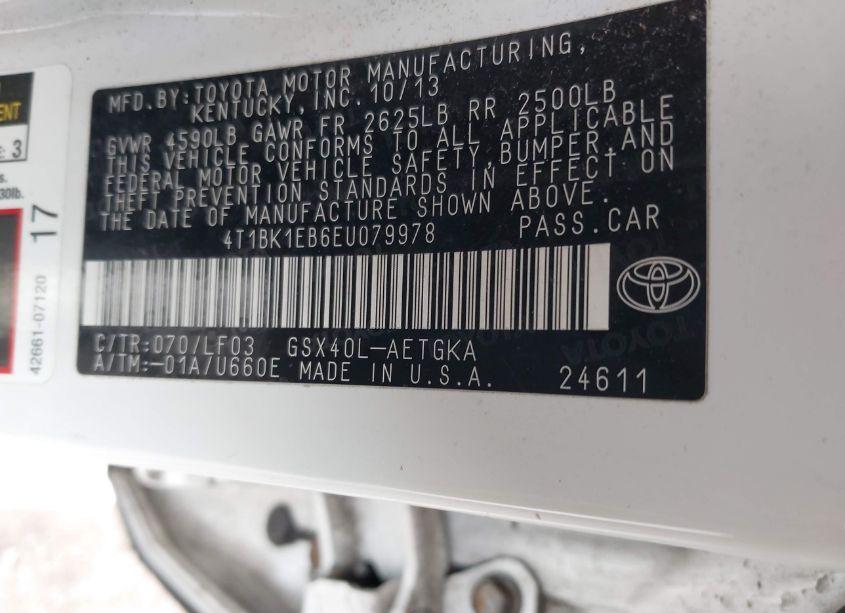 MFD.BY:TOYOTA MOTOR MANUFACTURING,
KENTUCKY,INC.10/13
GVWR 4590LB GAWR FR 2625LB RR 2500LB
THIS VEHICLE CONFORMS TO ALL APPLICABLE
FEDERAL MOTOR VEHICLE SAFETY,BUMPER,AND
THEFT PREVENTION STANDARDS IN EFFECT ON
THE DATE OF MANUFACTURE SHOWN ABOVE.
4T1BK1EB6EU079978 PASS.CAR
C/TR:070/LF03 GSX40L-AETGKA
A/TM:-01A/U660E MADE IN U.S.A. 24611
TOYOTA
: 3
s.
30lb.
17
42661-07120